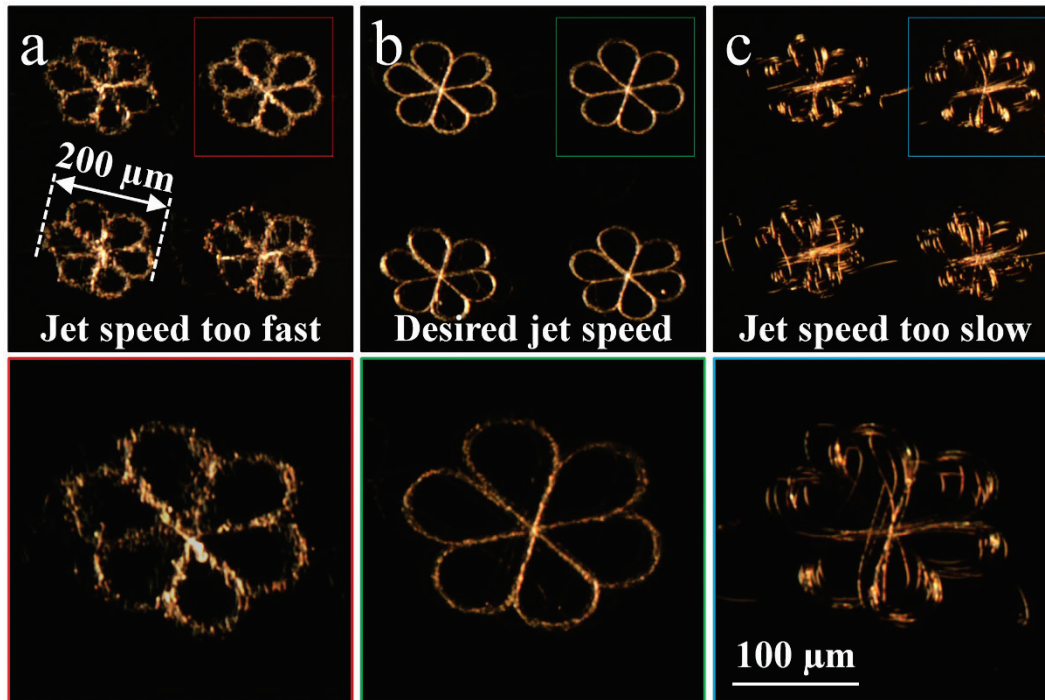 a
b
c
200 μm
Jet speed too fast
Desired jet speed
Jet speed too slow
100 μm